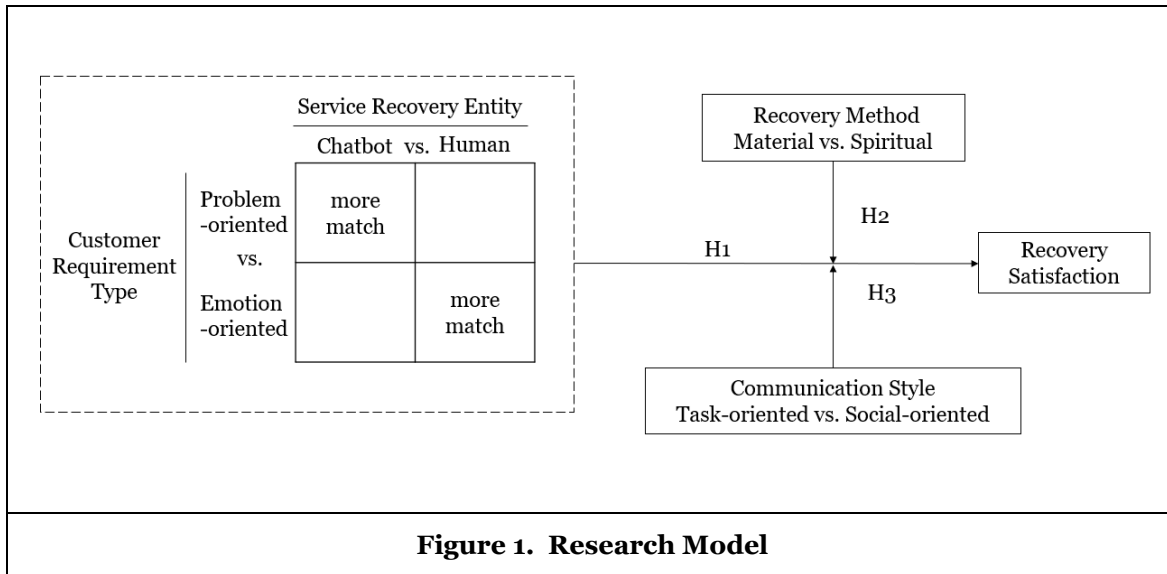 Service Recovery Entity
Chatbot vs. Human
Customer
Requirement
Type
Problem
-oriented
vs.
Emotion
-oriented
more
match
more
match
H1
Recovery Method
Material vs. Spiritual
H2
H3
Communication Style
Task-oriented vs. Social-oriented
Recovery
Satisfaction
Figure 1. Research Model